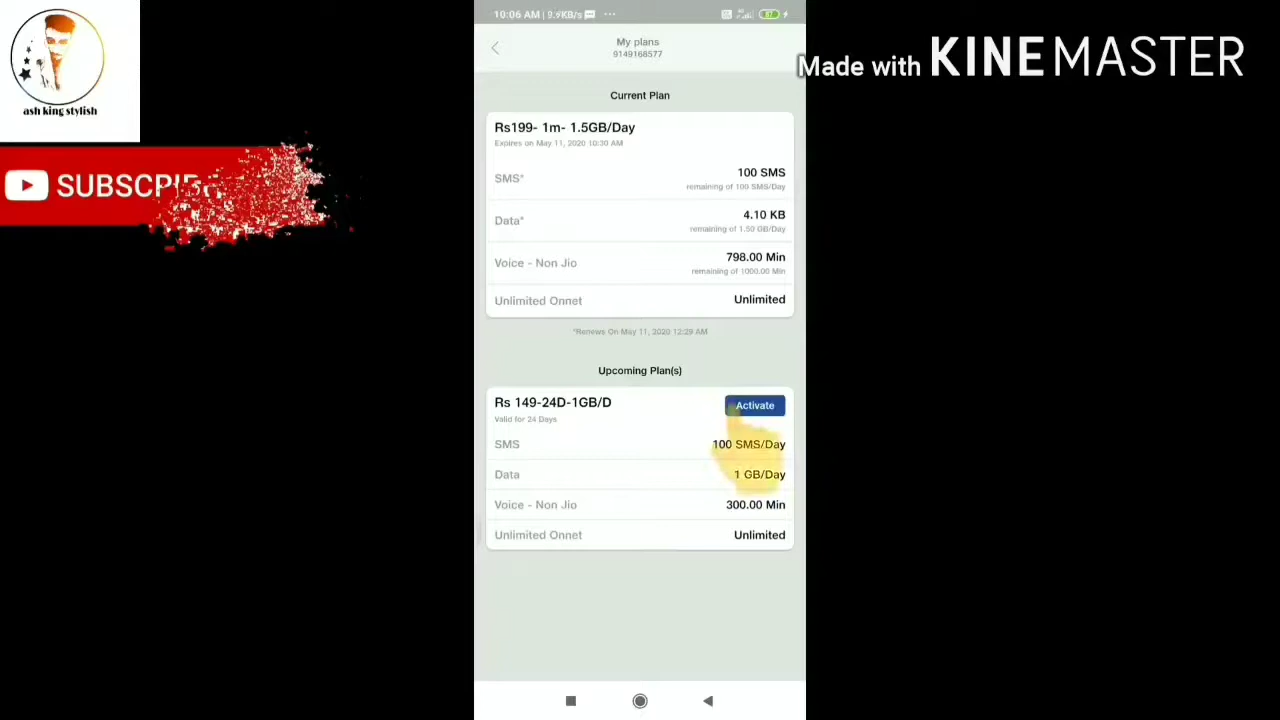 ash king stylish
SUBSCRIBE
Made with KINEMASTER
10:06 AM | 9.9KB/s
87
My plans
9149168577
Current Plan
Rs199- 1m- 1.5GB/Day
Expires on May 11, 2020 10:30 AM
SMS*
100 SMS
remaining of 100 SMS/Day
Data*
4.10 KB
remaining of 1.50 GB/Day
Voice - Non Jio
798.00 Min
remaining of 1000.00 Min
Unlimited Onnet
Unlimited
*Renews On May 11, 2020 12:29 AM
Upcoming Plan(s)
Rs 149-24D-1GB/D
Activate
Valid for 24 Days
SMS
100 SMS/Day
Data
1 GB/Day
Voice - Non Jio
300.00 Min
Unlimited Onnet
Unlimited